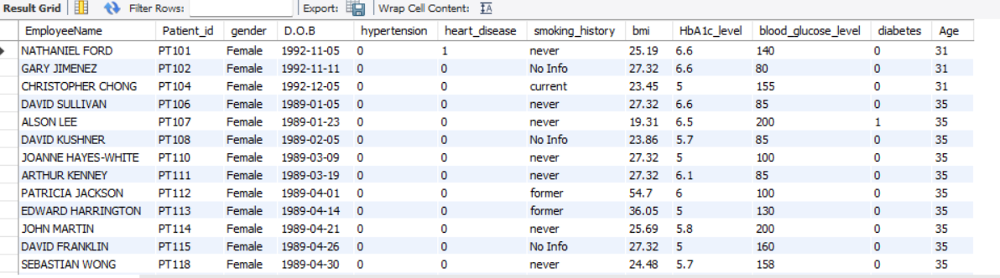 Result Grid Filter Rows: Export: Wrap Cell Content: IA
EmployeeName Patient_id gender D.O.B hypertension heart_disease smoking_history bmi HbA1c_level blood_glucose_level diabetes Age
NATHANIEL FORD PT101 Female 1992-11-05 0 1 never 25.19 6.6 140 0 31
GARY JIMENEZ PT102 Female 1992-11-11 0 0 No Info 27.32 6.6 80 0 31
CHRISTOPHER CHONG PT104 Female 1992-12-05 0 0 current 23.45 5 155 0 31
DAVID SULLIVAN PT106 Female 1989-01-05 0 0 never 27.32 6.6 85 0 35
ALSON LEE PT107 Female 1989-01-23 0 0 never 19.31 6.5 200 1 35
DAVID KUSHNER PT108 Female 1989-02-05 0 0 No Info 23.86 5.7 85 0 35
JOANNE HAYES-WHITE PT110 Female 1989-03-09 0 0 never 27.32 5 100 0 35
ARTHUR KENNEY PT111 Female 1989-03-19 0 0 never 27.32 6.1 85 0 35
PATRICIA JACKSON PT112 Female 1989-04-01 0 0 former 54.7 6 100 0 35
EDWARD HARRINGTON PT113 Female 1989-04-14 0 0 former 36.05 5 130 0 35
JOHN MARTIN PT114 Female 1989-04-21 0 0 never 25.69 5.8 200 0 35
DAVID FRANKLIN PT115 Female 1989-04-26 0 0 No Info 27.32 5 160 0 35
SEBASTIAN WONG PT118 Female 1989-04-30 0 0 never 24.48 5.7 158 0 35